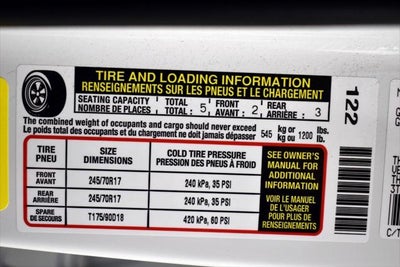 TIRE AND LOADING INFORMATION
RENSEIGNEMENTS SUR LES PNEUS ET LE CHARGEMENT
SEATING CAPACITY TOTAL FRONT REAR
NOMBRE DE PLACES TOTAL : 5 AVANT : 2 ARRIÈRE : 3
The combined weight of occupants and cargo should never exceed
Le poids total des occupants et du chargement ne doit jamais dépasser
545 kg or 1200 lbs.
kg ou lb.
TIRE SIZE COLD TIRE PRESSURE
PNEU DIMENSIONS PRESSION DES PNEUS À FROID
FRONT
AVANT 245/70R17 240 kPa, 35 PSI
REAR
ARRIÈRE 245/70R17 240 kPa, 35 PSI
SPARE
DE SECOURS T175/90D18 420 kPa, 60 PSI
SEE OWNER'S
MANUAL FOR
ADDITIONAL
INFORMATION
VOIR LE MANUEL
DE L'USAGER
POUR PLUS DE
RENSEIGNEMENTS
122